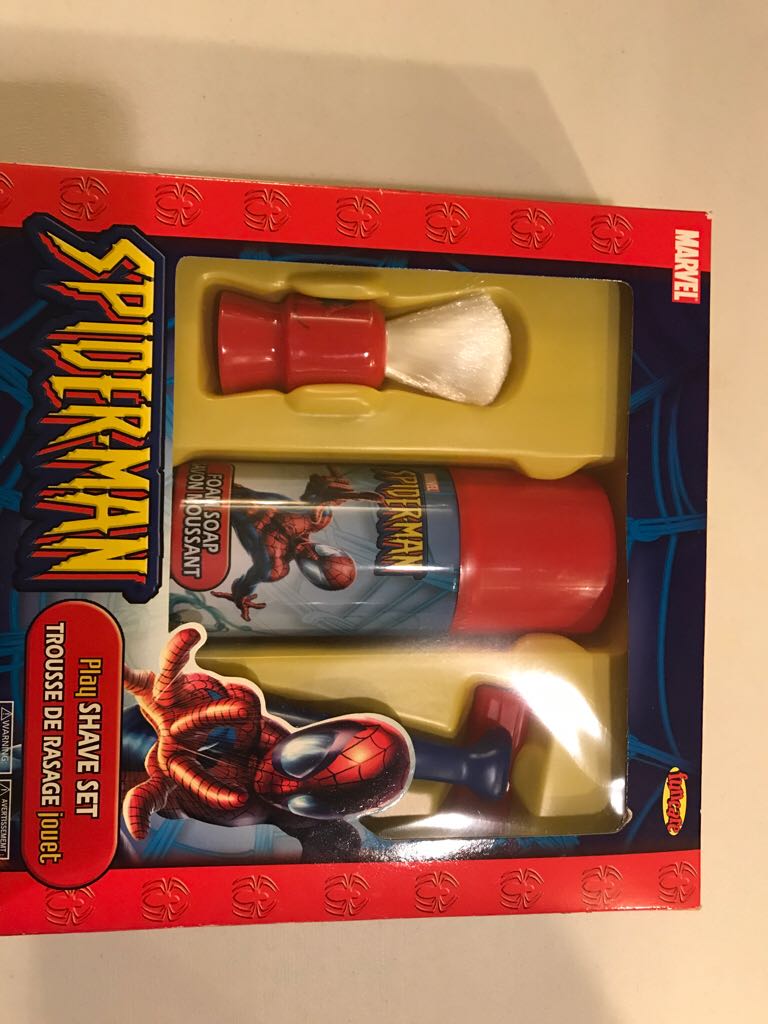 MARVEL
SPIDER-MAN
MARVEL
SPIDER-MAN
FOAM SOAP
SAVON MOUSSANT
Play SHAVE SET
TROUSSE DE RASAGE jouet
funcare
WARNING:
AVERTISSEMENT: